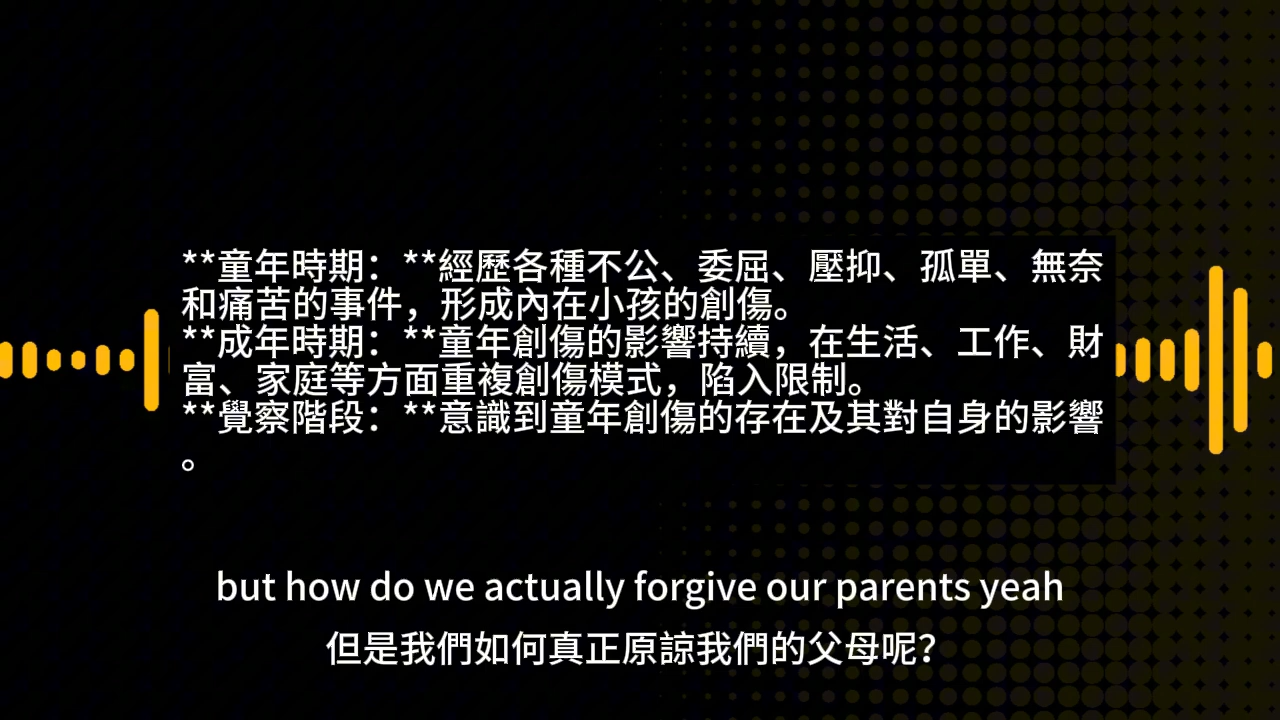 **童年時期：**經歷各種不公、委屈、壓抑、孤單、無奈
和痛苦的事件，形成內在小孩的創傷。
**成年時期：**童年創傷的影響持續，在生活、工作、財
富、家庭等方面重複創傷模式，陷入限制。
**覺察階段：**意識到童年創傷的存在及其對自身的影響
。
but how do we actually forgive our parents yeah
但是我們如何真正原諒我們的父母呢？